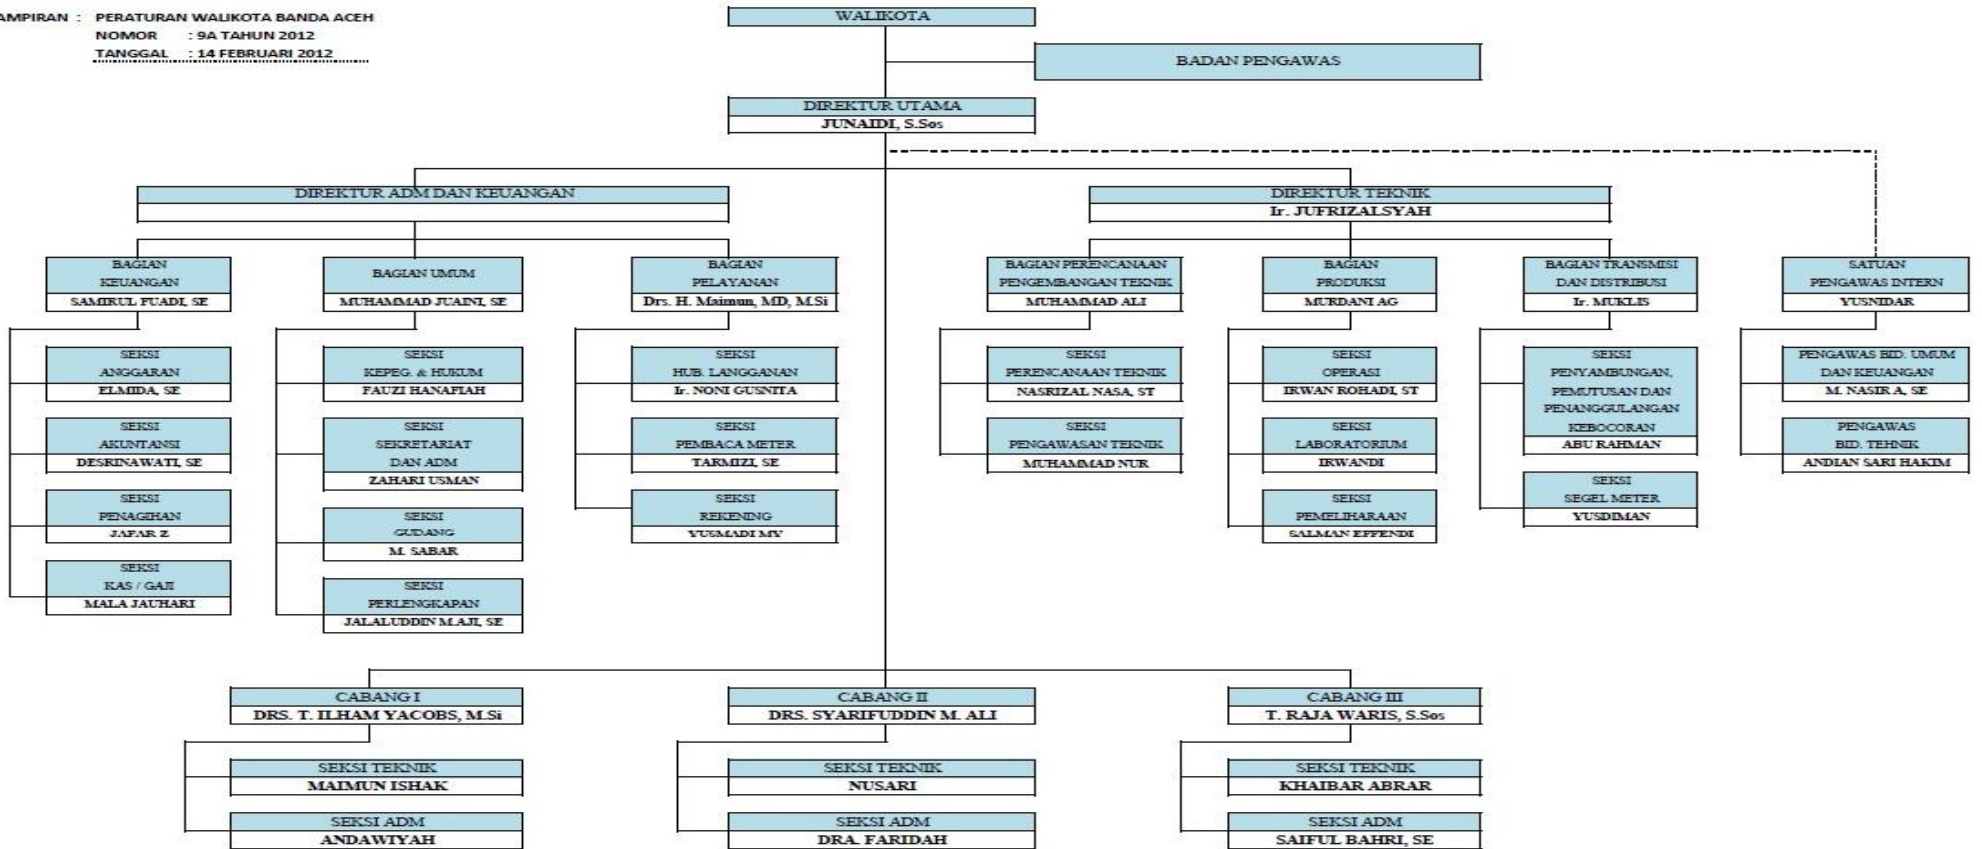 AMPIRAN : PERATURAN WALIKOTA BANDA ACEH
NOMOR : 9A TAHUN 2012
TANGGAL : 14 FEBRUARI 2012
WALIKOTA
BADAN PENGAWAS
DIREKTUR UTAMA
JUNAIDI, S.Sos
DIREKTUR ADM DAN KEUANGAN
DIREKTUR TEKNIK
Ir. JUFRIZALSYAH
BAGIAN
KEUANGAN
SAMIRUL FUADI, SE
BAGIAN UMUM
MUHAMMAD JUAINI, SE
BAGIAN
PELAYANAN
Drs. H. Maimun, MD, M.Si
BAGIAN PERENCANAAN
PENGEMBANGAN TEKNIK
MUHAMMAD ALI
BAGIAN
PRODUKSI
MURDANI AG
BAGIAN TRANSMISI
DAN DISTRIBUSI
Ir. MUKLIS
SATUAN
PENGAWAS INTERN
YUSNIDAR
SEKSI
ANGGARAN
ELMIDA, SE
SEKSI
AKUNTANSI
DESRINAWATI, SE
SEKSI
PENAGIHAN
JAFAR Z
SEKSI
KAS / GAJI
MALA JAUHARI
SEKSI
KEPEG. & HUKUM
FAUZI HANAFIAH
SEKSI
SEKRETARIAT
DAN ADM
ZAHARI USMAN
SEKSI
GUDANG
M. SABAR
SEKSI
PERLENGKAPAN
JALALUDDIN M.AJI, SE
SEKSI
HUB. LANGGANAN
Ir. NONI GUSNITA
SEKSI
PEMBACA METER
TARMIZI, SE
SEKSI
REKENING
YUSMADI MY
SEKSI
PERENCANAAN TEKNIK
NASRIZAL NASA, ST
SEKSI
PENGAWASAN TEKNIK
MUHAMMAD NUR
SEKSI
OPERASI
IRWAN ROHADI, ST
SEKSI
LABORATORIUM
IRWANDI
SEKSI
PEMELIHARAAN
SALMAN EFFENDI
SEKSI
PENYAMBUNGAN,
PEMUTUSAN DAN
PENANGGULANGAN
KEBOCORAN
ABU RAHMAN
SEKSI
SEGEL METER
YUSDIMAN
PENGAWAS BID. UMUM
DAN KEUANGAN
M. NASIR A, SE
PENGAWAS
BID. TEHNIK
ANDIAN SARI HAKIM
CABANG I
DRS. T. ILHAM YACOBS, M.Si
SEKSI TEKNIK
MAIMUN ISHAK
SEKSI ADM
ANDAWIYAH
CABANG II
DRS. SYARIFUDDIN M. ALI
SEKSI TEKNIK
NUSARI
SEKSI ADM
DRA. FARIDAH
CABANG III
T. RAJA WARIS, S.Sos
SEKSI TEKNIK
KHAIBAR ABRAR
SEKSI ADM
SAIFUL BAHRI, SE